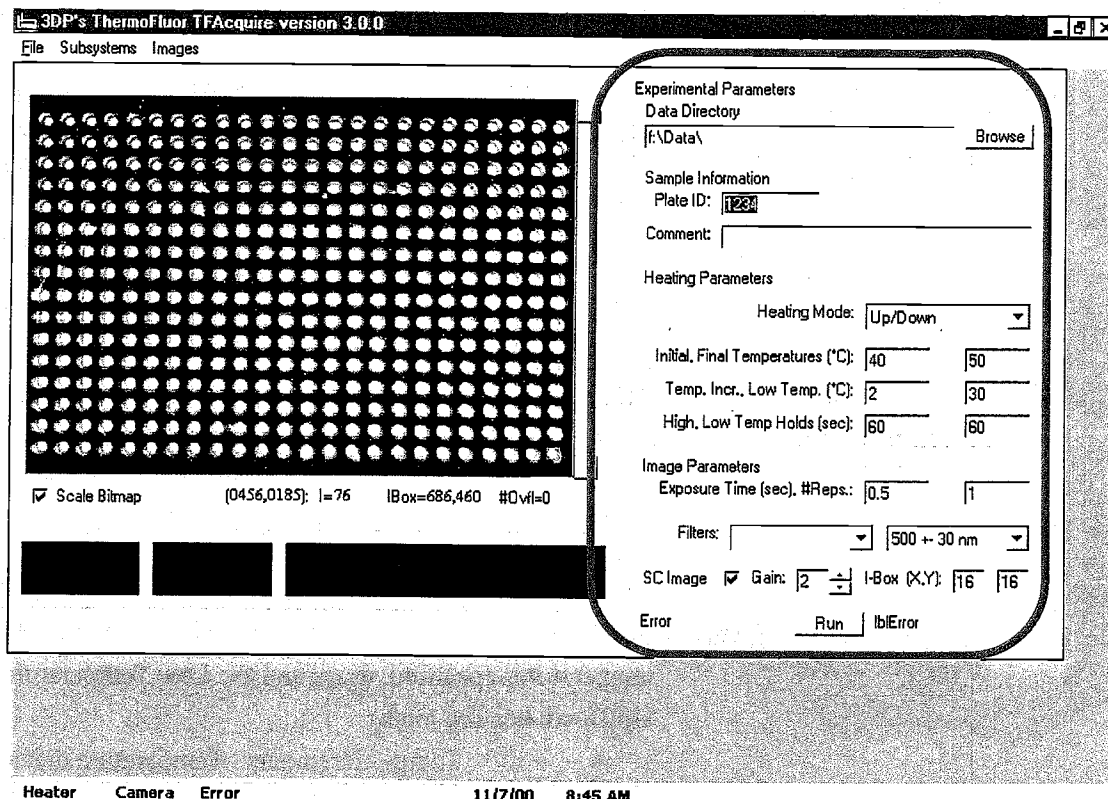 3DP's ThermoFluor TFAcquire version 3.0.0
File Subsystems Images
Experimental Parameters
Data Directory
f:\Data\ Browse
Sample Information
Plate ID: 1234
Comment:
Heating Parameters
Heating Mode: Up/Down
Initial, Final Temperatures (°C): 40 50
Temp. Incr., Low Temp. (°C): 2 30
High, Low Temp Holds (sec): 60 60
Image Parameters
Exposure Time (sec), #Reps.: 0.5 1
Filters: 500 +- 30 nm
SC Image Gain: 2 I-Box (X,Y): 16 16
Error Run lblError
Scale Bitmap (0456,0185): I=76 IBox=686,460 #Ovfl=0
Heater Camera Error 11/7/00 8:45 AM